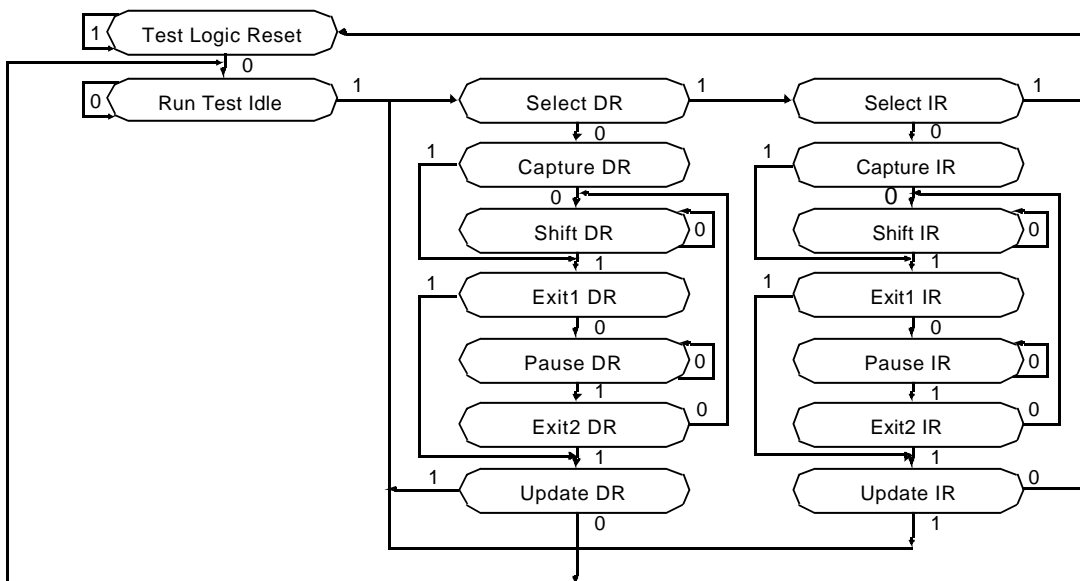 1 Test Logic Reset
0
0 Run Test Idle 1 Select DR 1 Select IR 1
0 0
1 Capture DR 1 Capture IR
0 0
Shift DR 0 Shift IR 0
1 1
1 Exit1 DR 1 Exit1 IR
0 0
Pause DR 0 Pause IR 0
1 1
Exit2 DR 0 Exit2 IR 0
1 1
1 Update DR Update IR 0
0 1